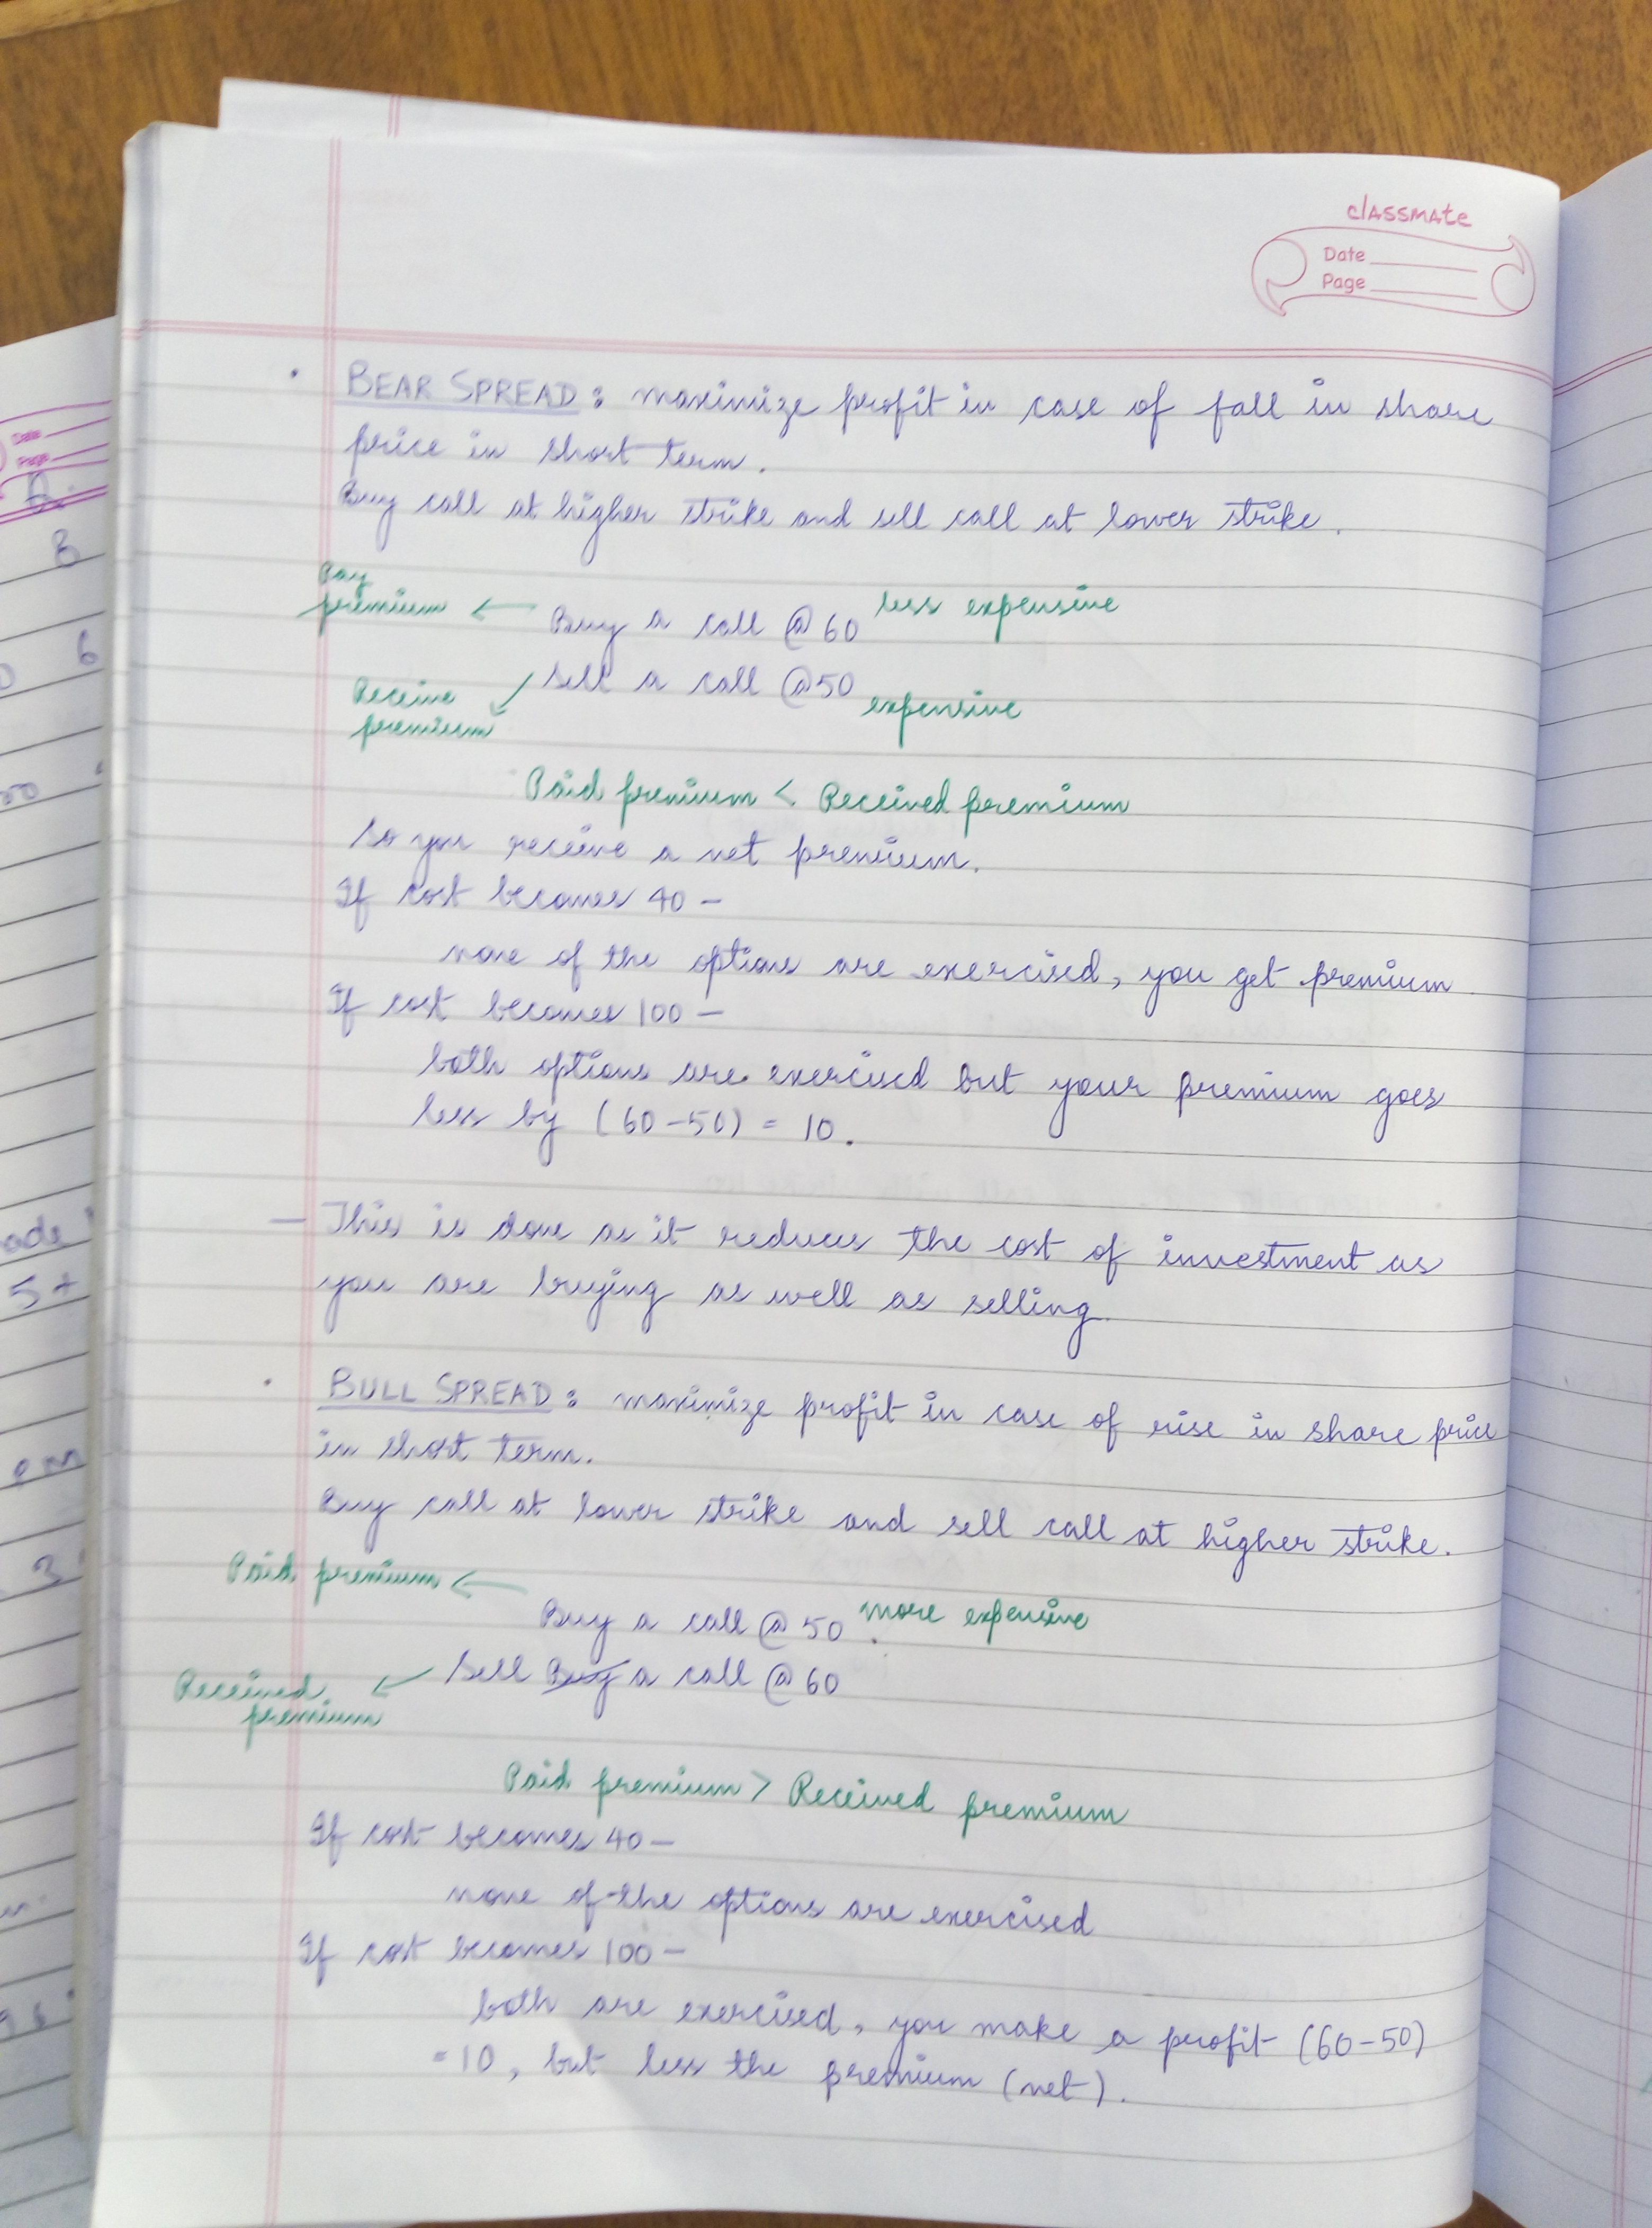 classmate
Date
Page
• BEAR SPREAD : maximize profit in case of fall in share
price in short term.
Buy call at higher strike and sell call at lower strike.
Pay
premium ← Buy a call @ 60 less expensive
Sell a call @50 expensive
Receive
premium
Paid premium < Received premium
So you receive a net premium.
If cost becomes 40 –
none of the options are exercised, you get premium
If cost becomes 100 –
both options are exercised but your premium goes
less by (60-50) = 10.
– This is done as it reduces the cost of investment as
you are buying as well as selling.
• BULL SPREAD : maximize profit in case of rise in share price
in short term.
Buy call at lower strike and sell call at higher strike.
Paid premium ←
Buy a call @ 50 more expensive
Sell Buy a call @ 60
Received
premium
Paid premium > Received premium
If cost becomes 40 –
none of the options are exercised
If cost becomes 100 –
both are exercised, you make a profit (60-50)
= 10, but less the premium (net).
Date
Page
B
6
ade
5+
3